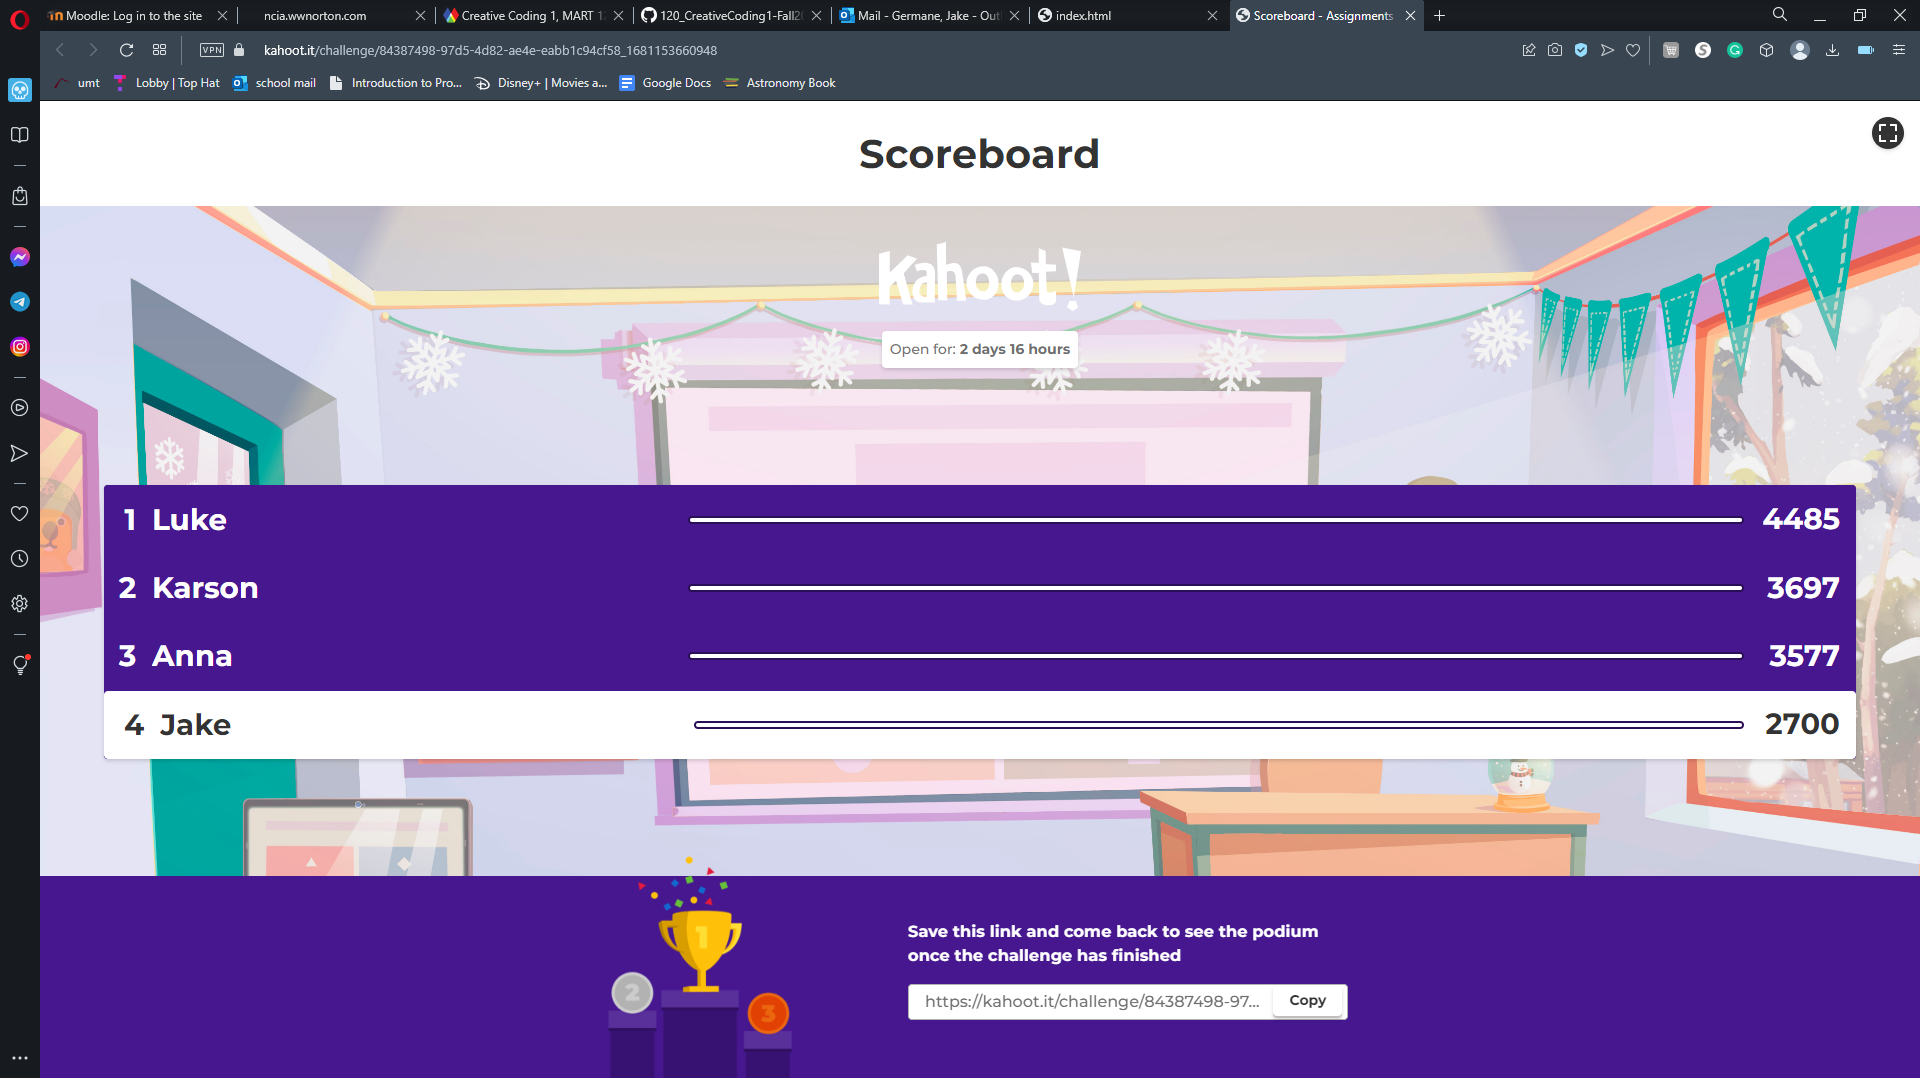 Moodle: Log in to the site
ncia.wwnorton.com
Creative Coding 1, MART 12
120_CreativeCoding1-Fall20
Mail - Germane, Jake - Out
index.html
Scoreboard - Assignments
VPN
kahoot.it/challenge/84387498-97d5-4d82-ae4e-eabb1c94cf58_1681153660948
umt
Lobby | Top Hat
school mail
Introduction to Pro...
Disney+ | Movies a...
Google Docs
Astronomy Book
Scoreboard
Kahoot!
Open for: 2 days 16 hours
1 Luke 4485
2 Karson 3697
3 Anna 3577
4 Jake 2700
1
2
3
Save this link and come back to see the podium
once the challenge has finished
https://kahoot.it/challenge/84387498-97... Copy